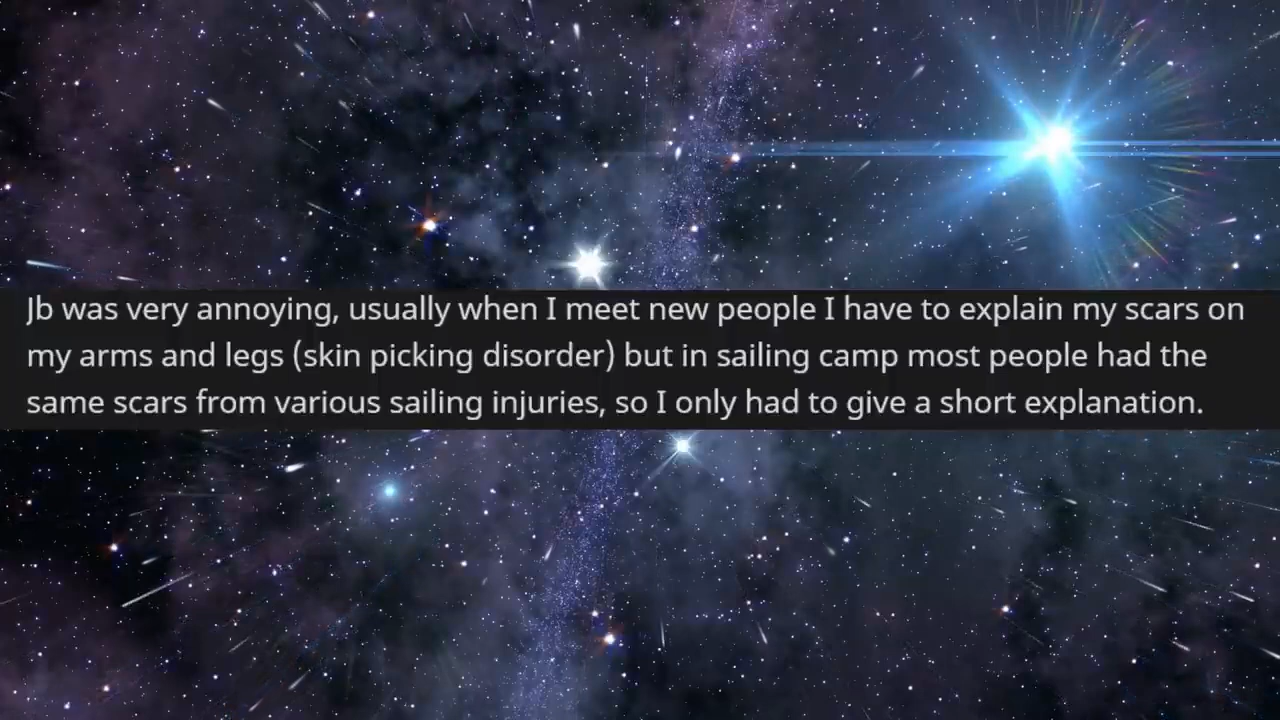 Jb was very annoying, usually when I meet new people I have to explain my scars on
my arms and legs (skin picking disorder) but in sailing camp most people had the
same scars from various sailing injuries, so I only had to give a short explanation.